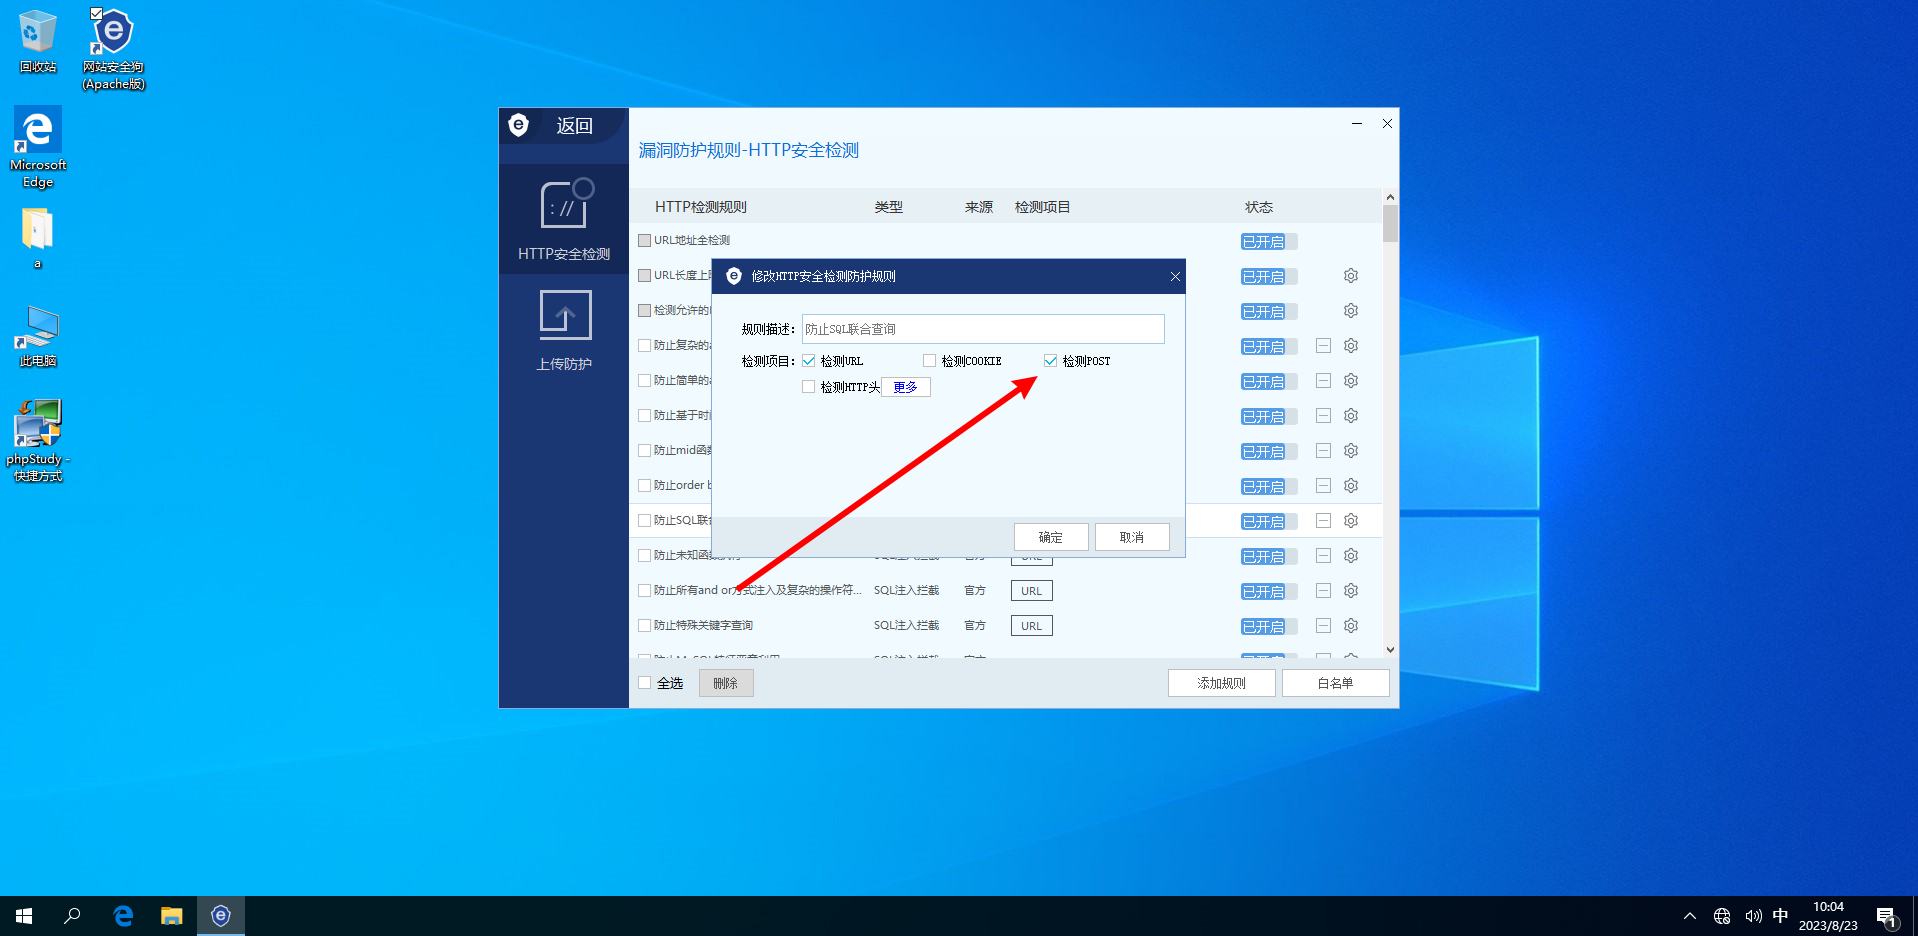 回收站
网站安全狗
(Apache版)
Microsoft
Edge
a
此电脑
phpStudy -
快捷方式
返回
HTTP安全检测
上传防护
漏洞防护规则-HTTP安全检测
HTTP检测规则 类型 来源 检测项目 状态
URL地址全检测 已开启
URL长度上 已开启
检测允许的 已开启
防止复杂的 已开启
防止简单的 已开启
防止基于时 已开启
防止mid函 已开启
防止order b 已开启
防止SQL联 已开启
防止未知函 URL 已开启
防止所有and or方式注入及复杂的操作符... SQL注入拦截 官方 URL 已开启
防止特殊关键字查询 SQL注入拦截 官方 URL 已开启
修改HTTP安全检测防护规则
规则描述: 防止SQL联合查询
检测项目: 检测URL 检测COOKIE 检测POST
检测HTTP头 更多
确定 取消
全选 删除 添加规则 白名单
中
10:04
2023/8/23
1